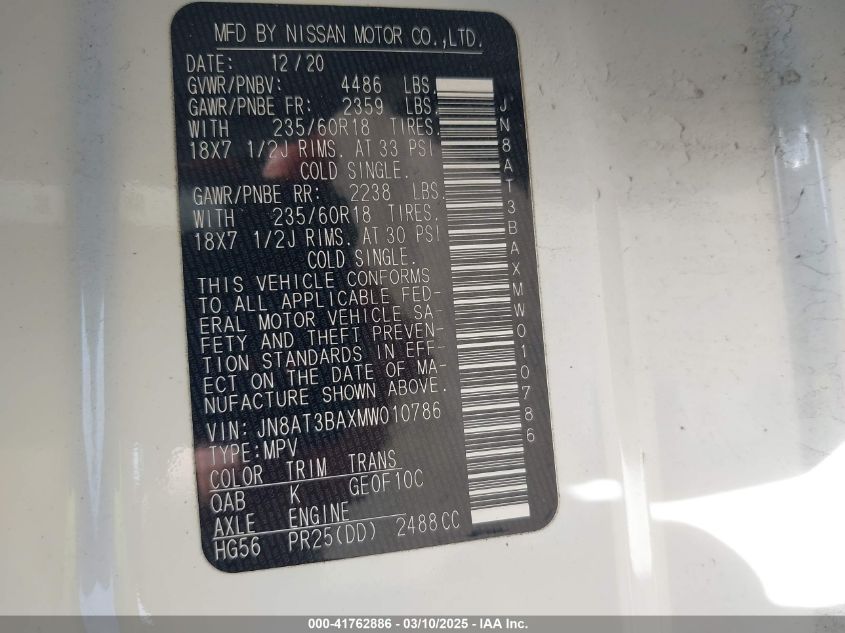 MFD BY NISSAN MOTOR CO.,LTD.
DATE: 12/20
GVWR/PNBV: 4486 LBS.
GAWR/PNBE FR: 2359 LBS.
WITH 235/60R18 TIRES.
18X7 1/2J RIMS. AT 33 PSI
COLD SINGLE.
GAWR/PNBE RR: 2238 LBS.
WITH 235/60R18 TIRES.
18X7 1/2J RIMS. AT 30 PSI
COLD SINGLE.
THIS VEHICLE CONFORMS
TO ALL APPLICABLE FED-
ERAL MOTOR VEHICLE SA-
FETY AND THEFT PREVEN-
TION STANDARDS IN EFF-
ECT ON THE DATE OF MA-
NUFACTURE SHOWN ABOVE.
VIN: JN8AT3BAXMW010786
TYPE:MPV
COLOR TRIM TRANS
QAB K GE0F10C
AXLE ENGINE
HG56 PR25(DD) 2488CC
JN8AT3BAXMW010786
000-41762886 - 03/10/2025 - IAA Inc.